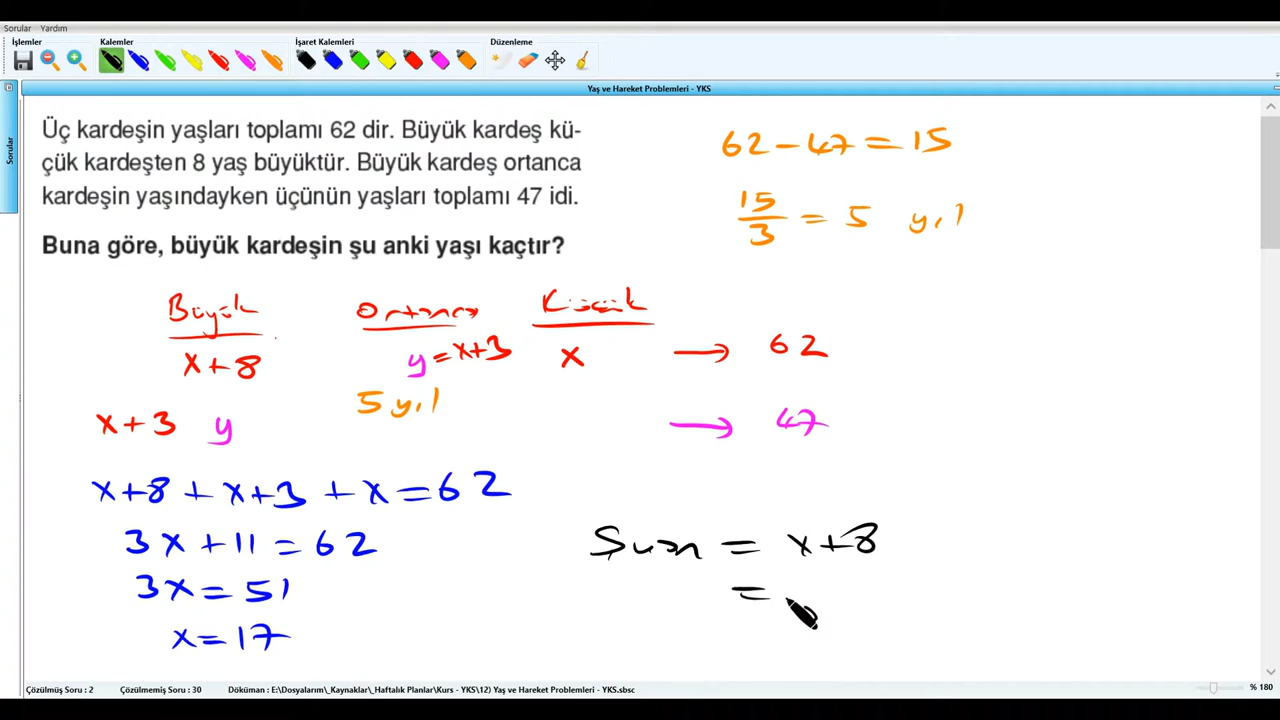 Sorular Yardım
İşlemler Kalemler İşaret Kalemleri Düzenleme
Yaş ve Hareket Problemleri - YKS
Sorular
Üç kardeşin yaşları toplamı 62 dir. Büyük kardeş kü-
çük kardeşten 8 yaş büyüktür. Büyük kardeş ortanca
kardeşin yaşındayken üçünün yaşları toplamı 47 idi.
Buna göre, büyük kardeşin şu anki yaşı kaçtır?
62 - 47 = 15
15/3 = 5 yıl
Büyük Ortanca Küçük
x + 8 y = x+3 x → 62
5 yıl
x + 3 y → 47
x+8 + x+3 + x = 62
3x + 11 = 62
3x = 51
x = 17
Şuan = x+8
=
Çözülmüş Soru : 2 Çözülmemiş Soru : 30 Döküman : E:\Dosyalarım\_Kaynaklar\_Haftalık Planlar\Kurs - YKS\12) Yaş ve Hareket Problemleri - YKS.sbsc % 180